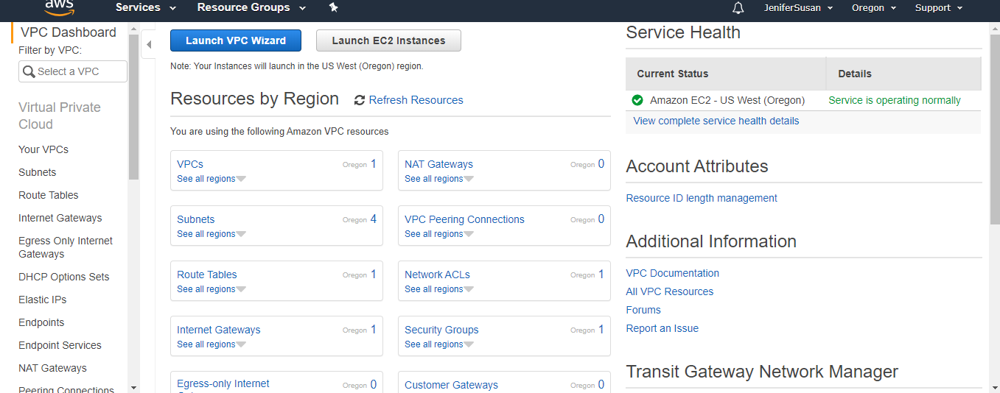 aws
Services
Resource Groups
JeniferSusan
Oregon
Support
VPC Dashboard
Filter by VPC:
Select a VPC
Virtual Private
Cloud
Your VPCs
Subnets
Route Tables
Internet Gateways
Egress Only Internet
Gateways
DHCP Options Sets
Elastic IPs
Endpoints
Endpoint Services
NAT Gateways
Peering Connections
Launch VPC Wizard
Launch EC2 Instances
Note: Your Instances will launch in the US West (Oregon) region.
Resources by Region
Refresh Resources
You are using the following Amazon VPC resources
VPCs
Oregon 1
See all regions
NAT Gateways
Oregon 0
See all regions
Subnets
Oregon 4
See all regions
VPC Peering Connections
Oregon 0
See all regions
Route Tables
Oregon 1
See all regions
Network ACLs
Oregon 1
See all regions
Internet Gateways
Oregon 1
See all regions
Security Groups
Oregon 1
See all regions
Egress-only Internet
Oregon 0
Customer Gateways
Oregon 0
Service Health
Current Status
Details
Amazon EC2 - US West (Oregon)
Service is operating normally
View complete service health details
Account Attributes
Resource ID length management
Additional Information
VPC Documentation
All VPC Resources
Forums
Report an Issue
Transit Gateway Network Manager